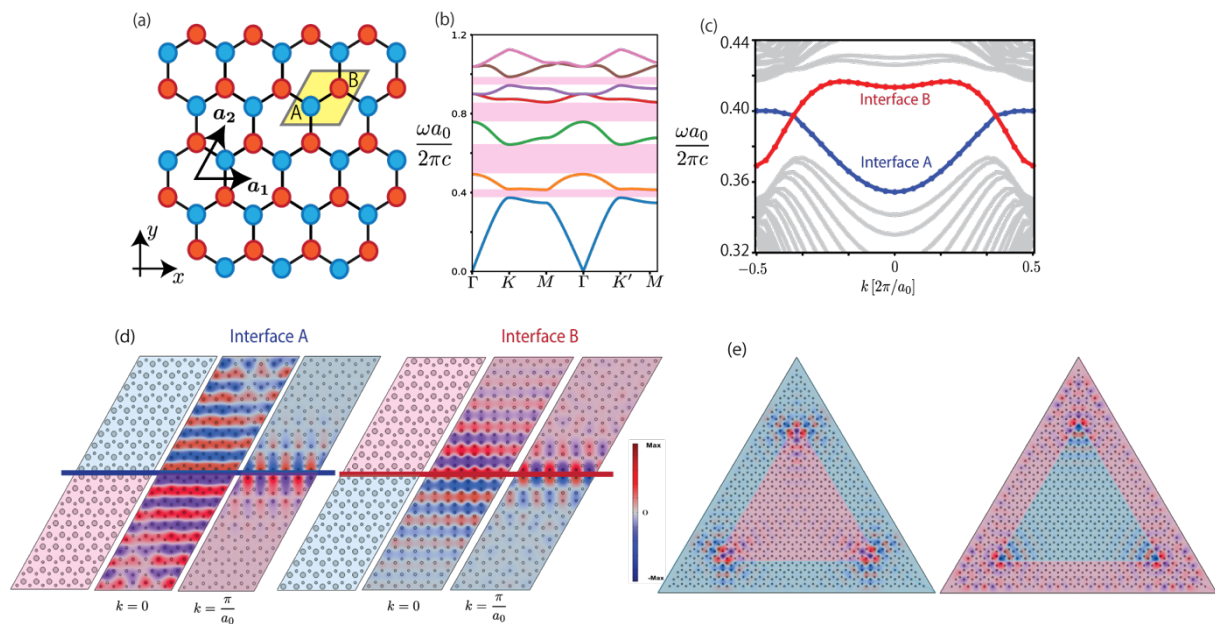 (a)
A
B
a₂
a₁
y
x
(b)
1.2
0.8
0.4
0.0
ωa₀
2πc
Γ K M Γ K′ M
(c)
0.44
0.40
0.36
0.32
ωa₀
2πc
Interface B
Interface A
−0.5 0 0.5
k [2π/a₀]
(d)
Interface A
Interface B
k = 0
k = π/a₀
k = 0
k = π/a₀
Max
0
-Max
(e)